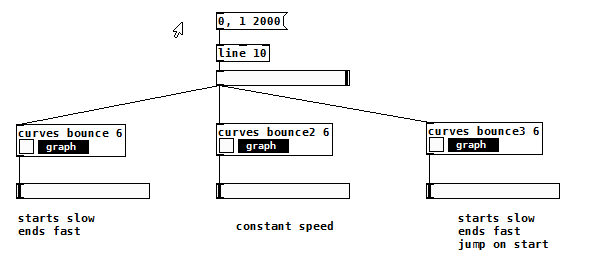 0, 1 2000
line 10
curves bounce 6
graph
curves bounce2 6
graph
curves bounce3 6
graph
starts slow
ends fast
constant speed
starts slow
ends fast
jump on start